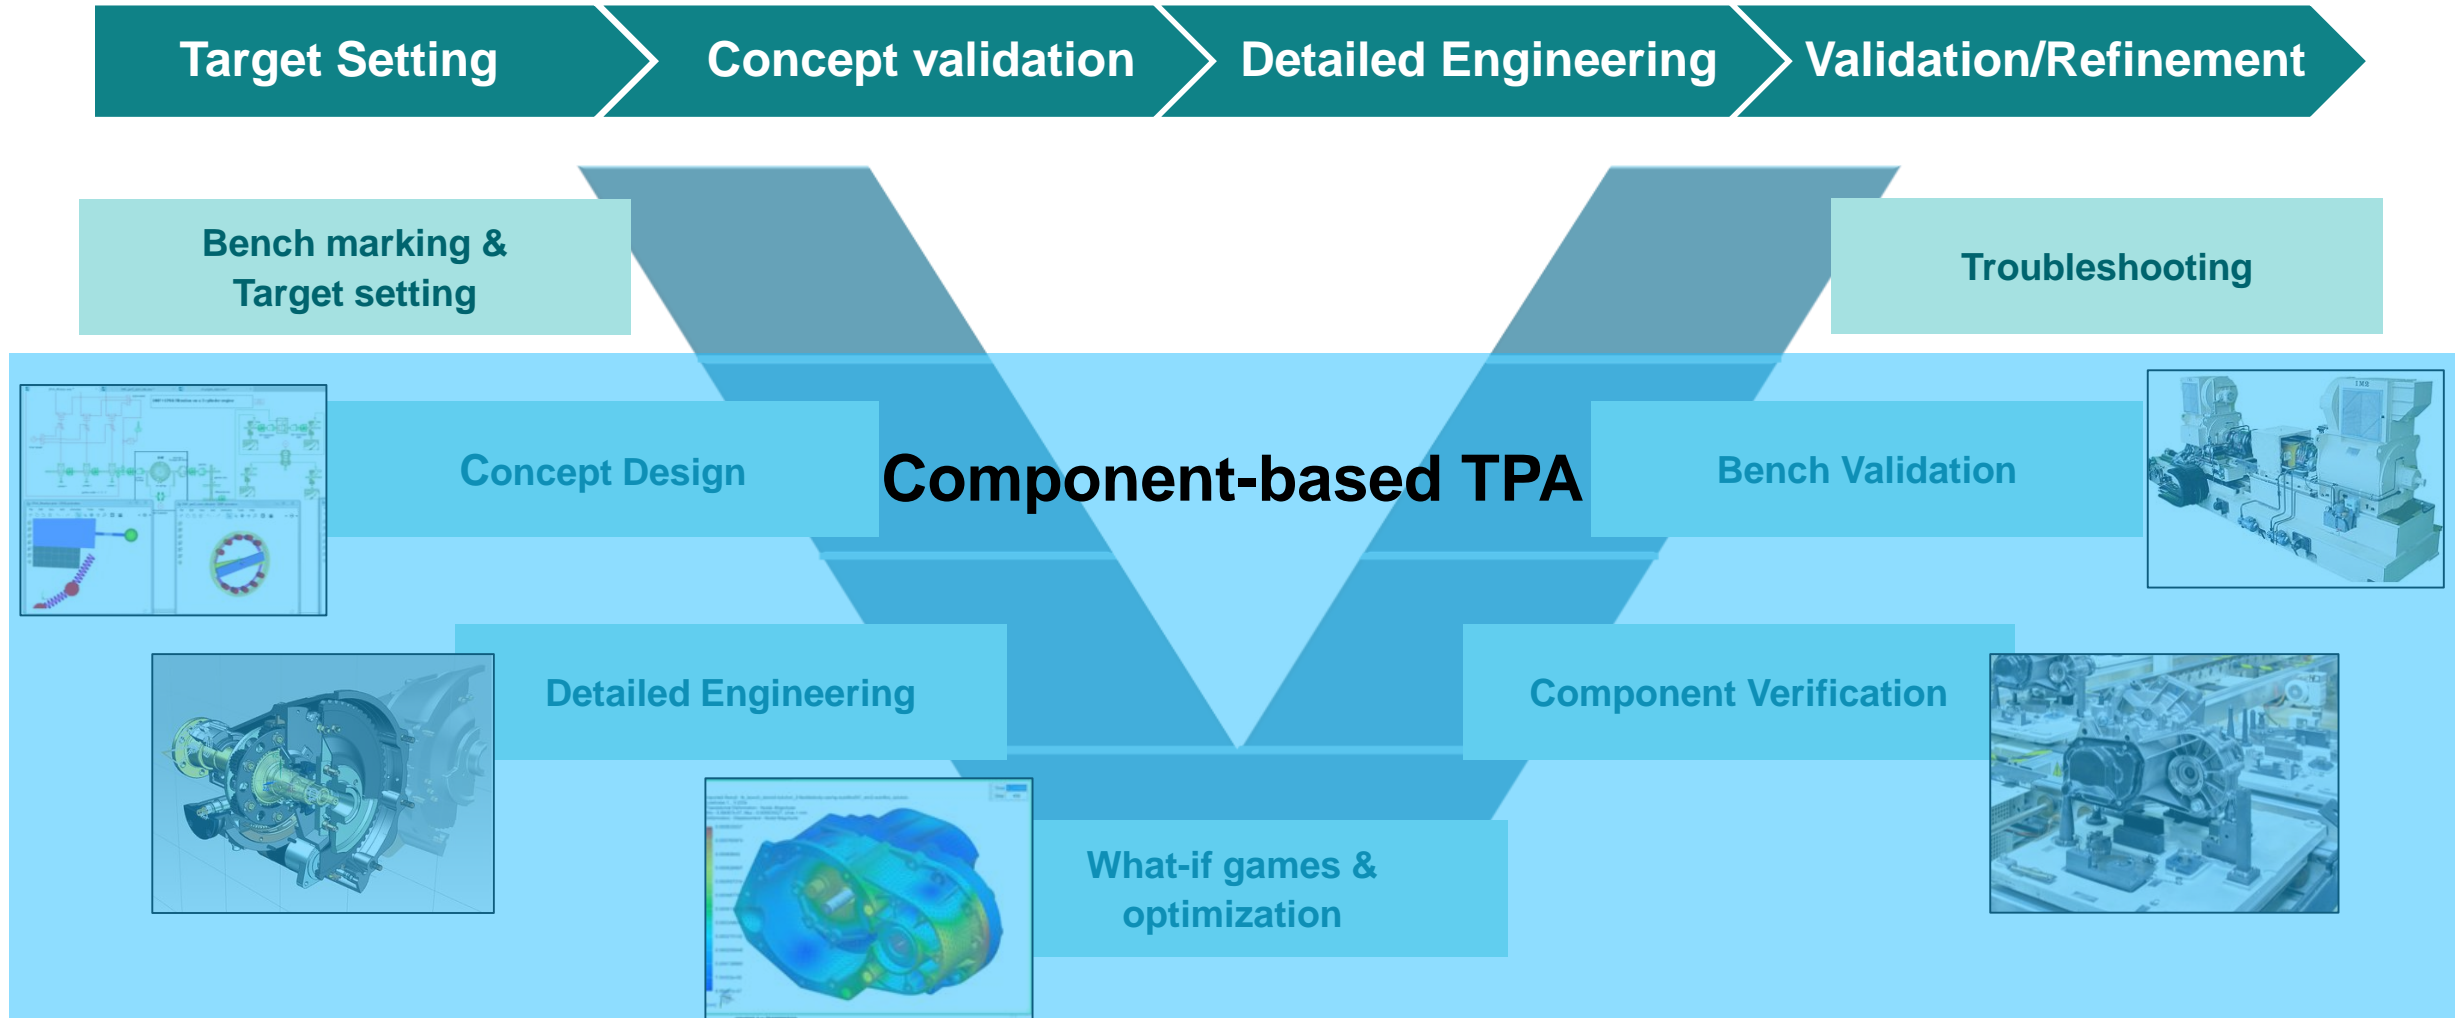 Target Setting
Concept validation
Detailed Engineering
Validation/Refinement
Bench marking &
Target setting
Troubleshooting
Concept Design
Component-based TPA
Bench Validation
Detailed Engineering
Component Verification
What-if games &
optimization